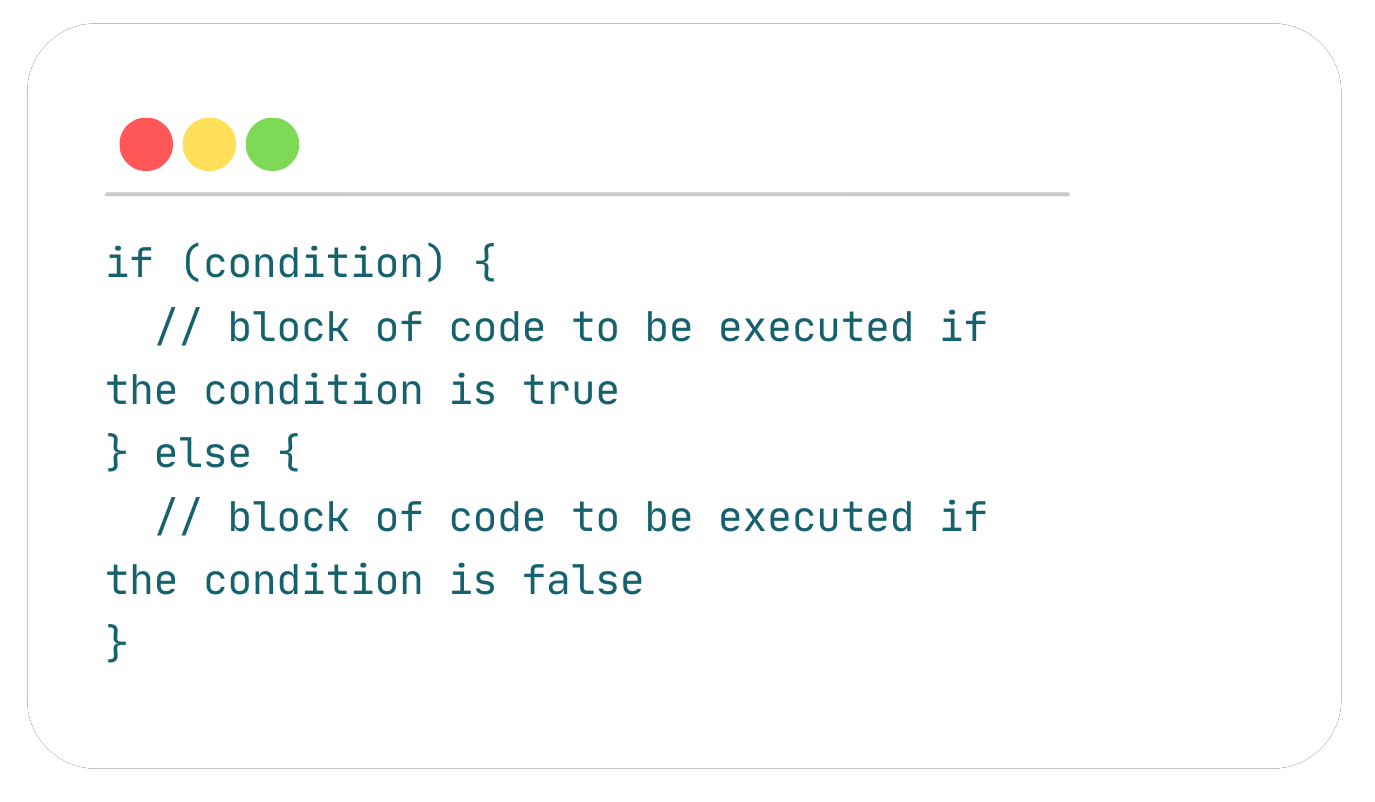 if (condition) {
  // block of code to be executed if
the condition is true
} else {
  // block of code to be executed if
the condition is false
}